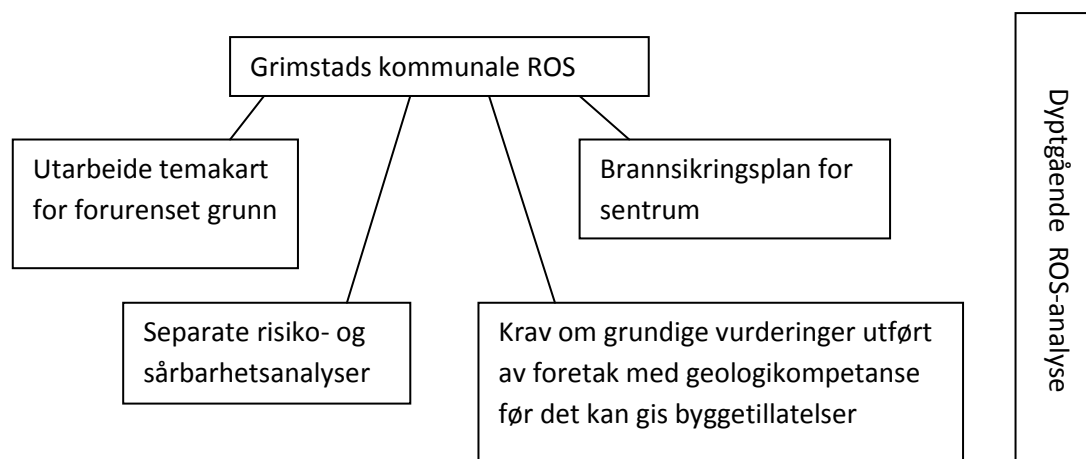 Grimstads kommunale ROS
Utarbeide temakart
for forurenset grunn
Brannsikringsplan for
sentrum
Separate risiko- og
sårbarhetsanalyser
Krav om grundige vurderinger utført
av foretak med geologikompetanse
før det kan gis byggetillatelser
Dyptgående ROS-analyse